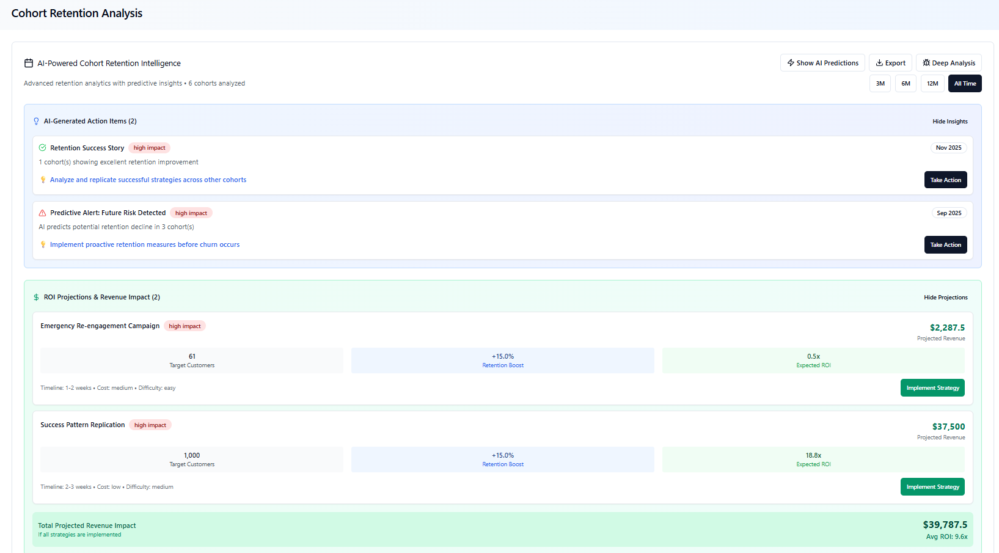 Cohort Retention Analysis
AI-Powered Cohort Retention Intelligence
Show AI Predictions
Export
Deep Analysis
Advanced retention analytics with predictive insights • 6 cohorts analyzed
3M
6M
12M
All Time
AI-Generated Action Items (2)
Hide Insights
Retention Success Story
high impact
Nov 2025
1 cohort(s) showing excellent retention improvement
Analyze and replicate successful strategies across other cohorts
Take Action
Predictive Alert: Future Risk Detected
high impact
Sep 2025
AI predicts potential retention decline in 3 cohort(s)
Implement proactive retention measures before churn occurs
Take Action
ROI Projections & Revenue Impact (2)
Hide Projections
Emergency Re-engagement Campaign
high impact
$2,287.5
Projected Revenue
61
Target Customers
+15.0%
Retention Boost
0.5x
Expected ROI
Timeline: 1-2 weeks • Cost: medium • Difficulty: easy
Implement Strategy
Success Pattern Replication
high impact
$37,500
Projected Revenue
1,000
Target Customers
+15.0%
Retention Boost
18.8x
Expected ROI
Timeline: 2-3 weeks • Cost: low • Difficulty: medium
Implement Strategy
Total Projected Revenue Impact
If all strategies are implemented
$39,787.5
Avg ROI: 9.6x